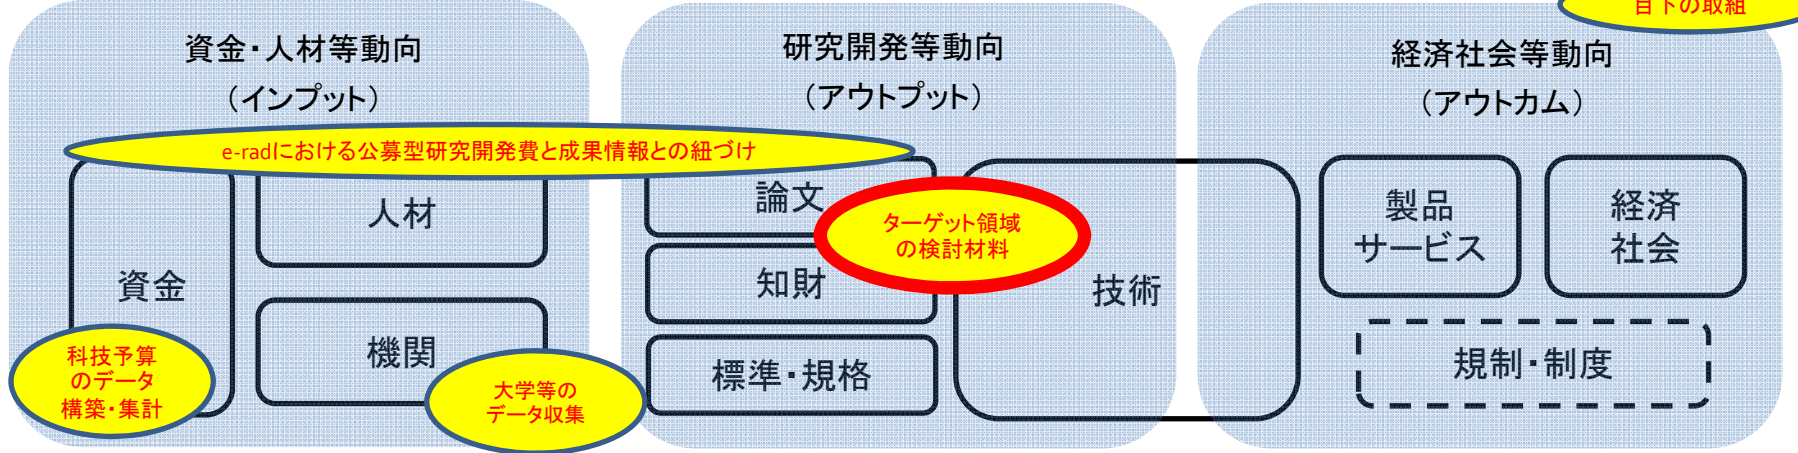 目下の取組
資金・人材等動向
（インプット）
研究開発等動向
（アウトプット）
経済社会等動向
（アウトカム）
e-radにおける公募型研究開発費と成果情報との紐づけ
資金
人材
機関
科技予算
のデータ
構築・集計
大学等の
データ収集
論文
知財
標準・規格
ターゲット領域
の検討材料
技術
製品
サービス
経済
社会
規制・制度